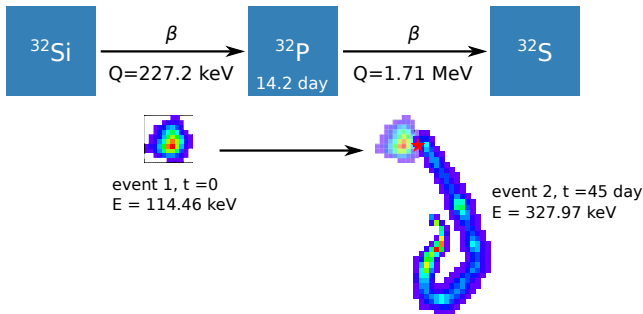 ³²Si
β
Q=227.2 keV
³²P
14.2 day
β
Q=1.71 MeV
³²S
event 1, t =0
E = 114.46 keV
event 2, t =45 day
E = 327.97 keV